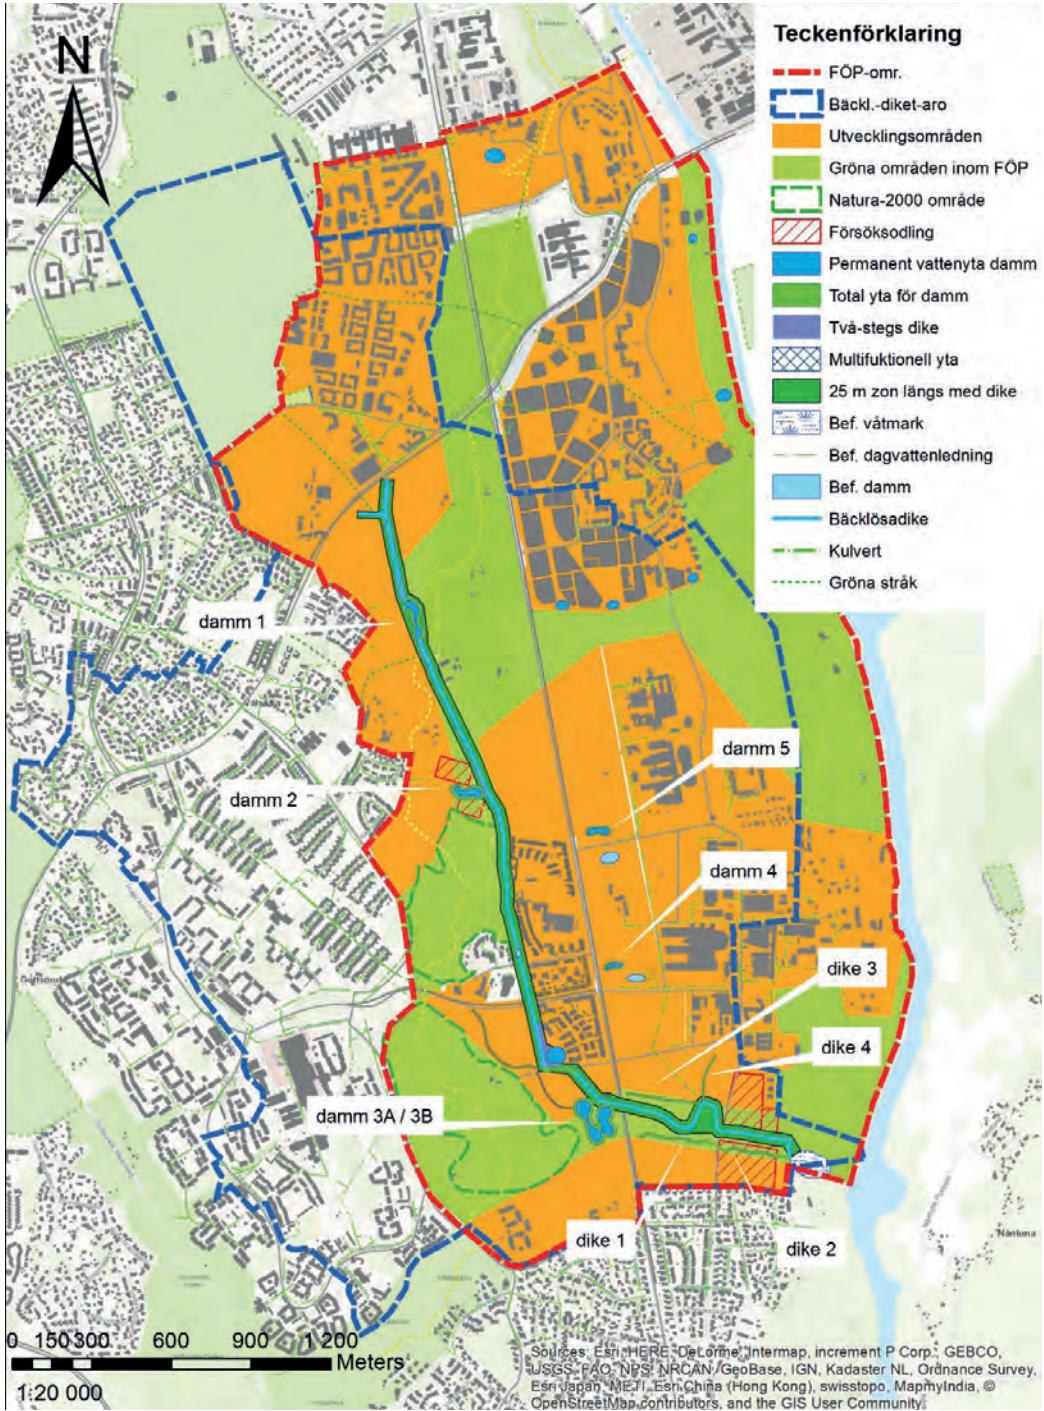 N
Teckenförklaring
FÖP-omr.
Bäckl.-diket-aro
Utvecklingsområden
Gröna områden inom FÖP
Natura-2000 område
Försöksodling
Permanent vattenyta damm
Total yta för damm
Två-stegs dike
Multifuktionell yta
25 m zon längs med dike
Bef. våtmark
Bef. dagvattenledning
Bef. damm
Bäcklösadike
Kulvert
Gröna stråk
damm 1
damm 5
damm 2
damm 4
dike 3
dike 4
damm 3A / 3B
dike 1
dike 2
0 150 300 600 900 1 200
Meters
1:20 000
Sources: Esri, HERE, DeLorme, Intermap, increment P Corp., GEBCO,
USGS, FAO, NPS, NRCAN, GeoBase, IGN, Kadaster NL, Ordnance Survey,
Esri Japan, METI, Esri China (Hong Kong), swisstopo, MapmyIndia, ©
OpenStreetMap contributors, and the GIS User Community